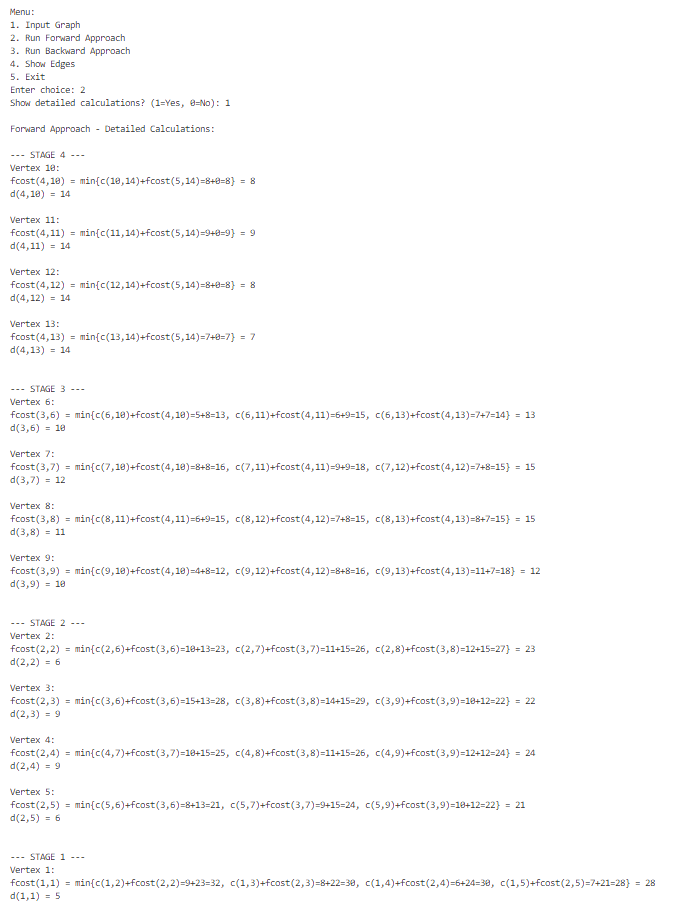 Menu:
1. Input Graph
2. Run Forward Approach
3. Run Backward Approach
4. Show Edges
5. Exit
Enter choice: 2
Show detailed calculations? (1=Yes, 0=No): 1
Forward Approach - Detailed Calculations:
--- STAGE 4 ---
Vertex 10:
fcost(4,10) = min{c(10,14)+fcost(5,14)=8+0=8} = 8
d(4,10) = 14
Vertex 11:
fcost(4,11) = min{c(11,14)+fcost(5,14)=9+0=9} = 9
d(4,11) = 14
Vertex 12:
fcost(4,12) = min{c(12,14)+fcost(5,14)=8+0=8} = 8
d(4,12) = 14
Vertex 13:
fcost(4,13) = min{c(13,14)+fcost(5,14)=7+0=7} = 7
d(4,13) = 14
--- STAGE 3 ---
Vertex 6:
fcost(3,6) = min{c(6,10)+fcost(4,10)=5+8=13, c(6,11)+fcost(4,11)=6+9=15, c(6,13)+fcost(4,13)=7+7=14} = 13
d(3,6) = 10
Vertex 7:
fcost(3,7) = min{c(7,10)+fcost(4,10)=8+8=16, c(7,11)+fcost(4,11)=9+9=18, c(7,12)+fcost(4,12)=7+8=15} = 15
d(3,7) = 12
Vertex 8:
fcost(3,8) = min{c(8,11)+fcost(4,11)=6+9=15, c(8,12)+fcost(4,12)=7+8=15, c(8,13)+fcost(4,13)=8+7=15} = 15
d(3,8) = 11
Vertex 9:
fcost(3,9) = min{c(9,10)+fcost(4,10)=4+8=12, c(9,12)+fcost(4,12)=8+8=16, c(9,13)+fcost(4,13)=11+7=18} = 12
d(3,9) = 10
--- STAGE 2 ---
Vertex 2:
fcost(2,2) = min{c(2,6)+fcost(3,6)=10+13=23, c(2,7)+fcost(3,7)=11+15=26, c(2,8)+fcost(3,8)=12+15=27} = 23
d(2,2) = 6
Vertex 3:
fcost(2,3) = min{c(3,6)+fcost(3,6)=15+13=28, c(3,8)+fcost(3,8)=14+15=29, c(3,9)+fcost(3,9)=10+12=22} = 22
d(2,3) = 9
Vertex 4:
fcost(2,4) = min{c(4,7)+fcost(3,7)=10+15=25, c(4,8)+fcost(3,8)=11+15=26, c(4,9)+fcost(3,9)=12+12=24} = 24
d(2,4) = 9
Vertex 5:
fcost(2,5) = min{c(5,6)+fcost(3,6)=8+13=21, c(5,7)+fcost(3,7)=9+15=24, c(5,9)+fcost(3,9)=10+12=22} = 21
d(2,5) = 6
--- STAGE 1 ---
Vertex 1:
fcost(1,1) = min{c(1,2)+fcost(2,2)=9+23=32, c(1,3)+fcost(2,3)=8+22=30, c(1,4)+fcost(2,4)=6+24=30, c(1,5)+fcost(2,5)=7+21=28} = 28
d(1,1) = 5